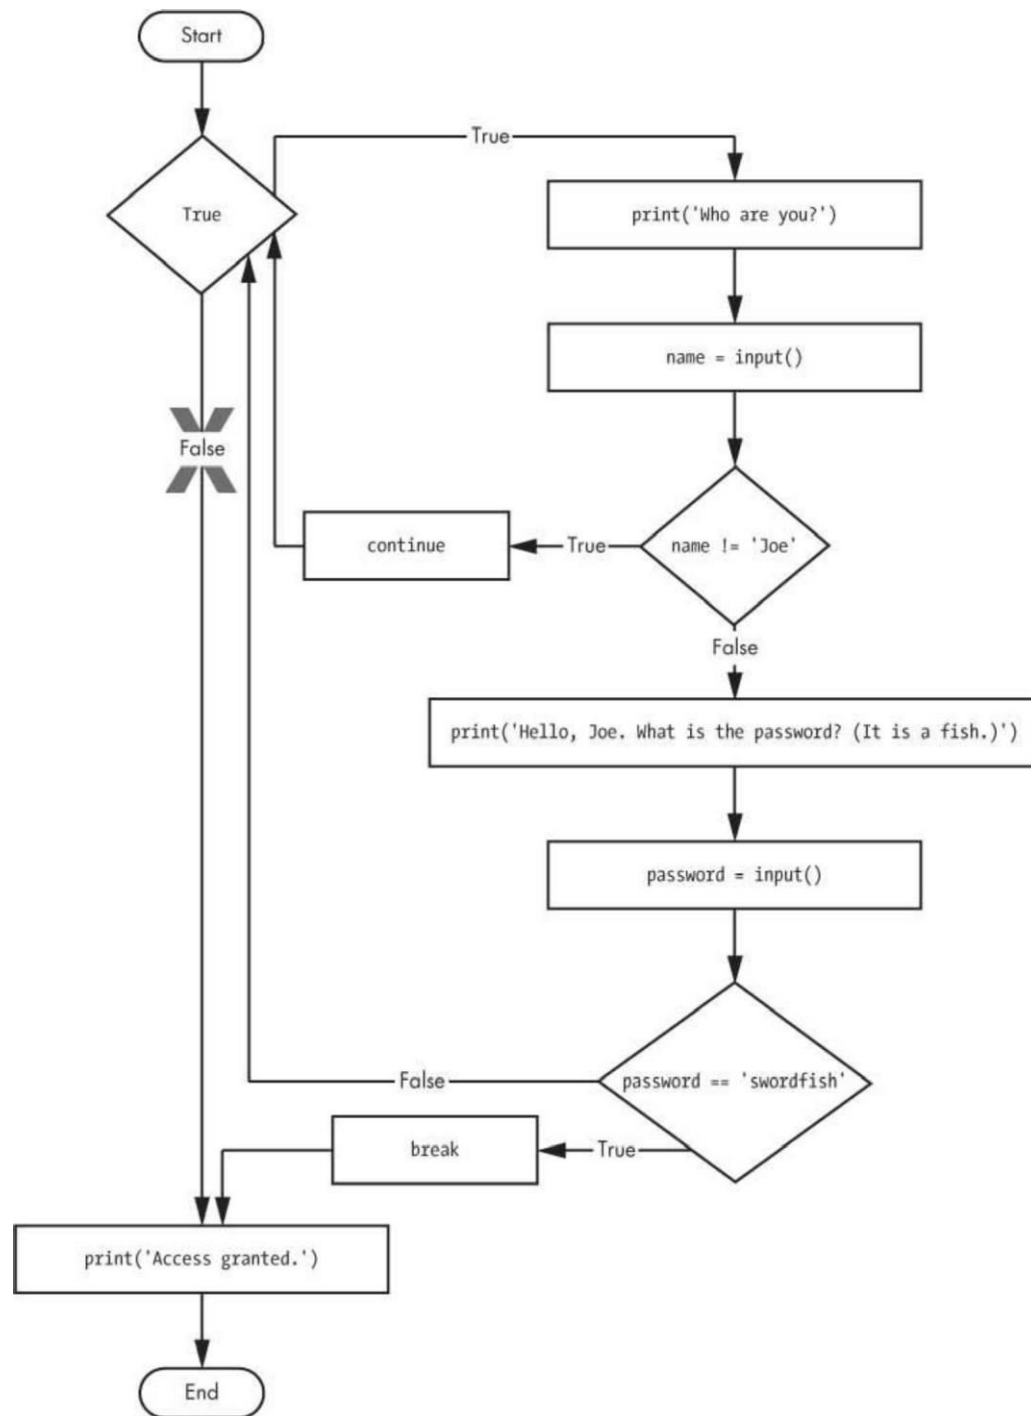 Start
True
True
print('Who are you?')
name = input()
False
continue
True
name != 'Joe'
False
print('Hello, Joe. What is the password? (It is a fish.)')
password = input()
False
password == 'swordfish'
break
True
print('Access granted.')
End